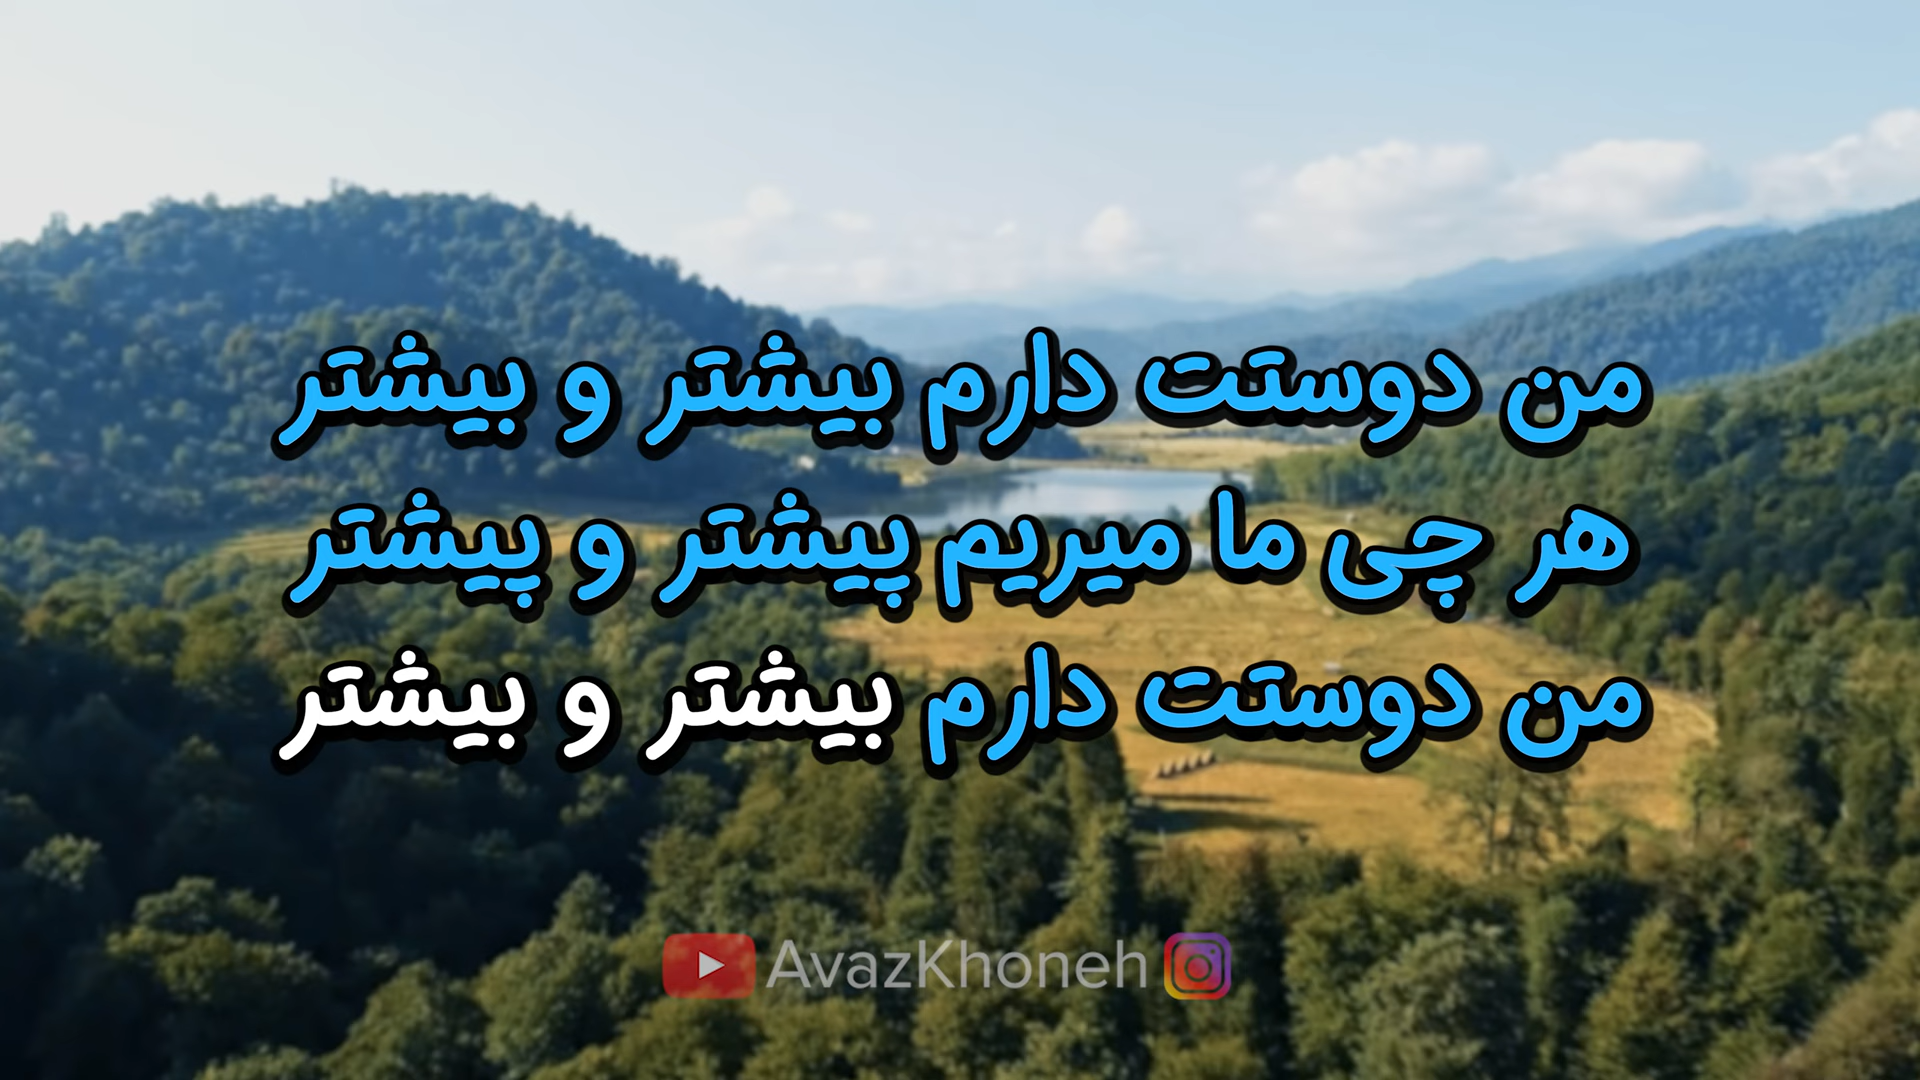 من دوستت دارم بیشتر و بیشتر
هر چی ما میریم پیشتر و پیشتر
من دوستت دارم بیشتر و بیشتر
AvazKhoneh